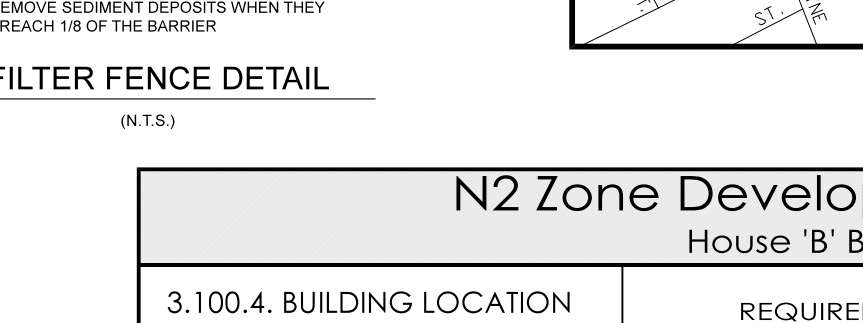 EMOVE SEDIMENT DEPOSITS WHEN THEY
REACH 1/8 OF THE BARRIER
ST.
NE
FILTER FENCE DETAIL
(N.T.S.)
N2 Zone Develo
House 'B' B
3.100.4. BUILDING LOCATION
REQUIRE